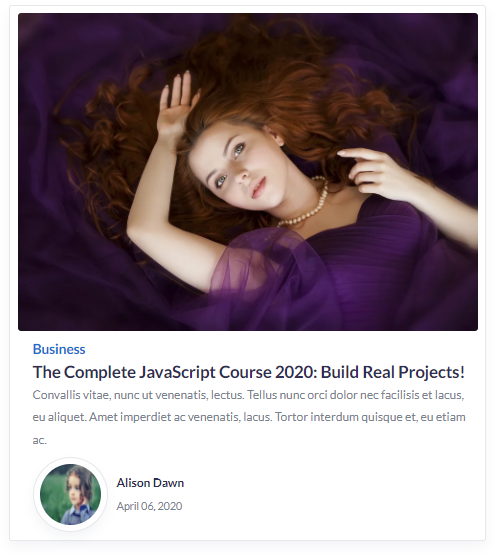 Business
The Complete JavaScript Course 2020: Build Real Projects!
Convallis vitae, nunc ut venenatis, lectus. Tellus nunc orci dolor nec facilisis et lacus,
eu aliquet. Amet imperdiet ac venenatis, lacus. Tortor interdum quisque et, eu etiam
ac.
Alison Dawn
April 06, 2020